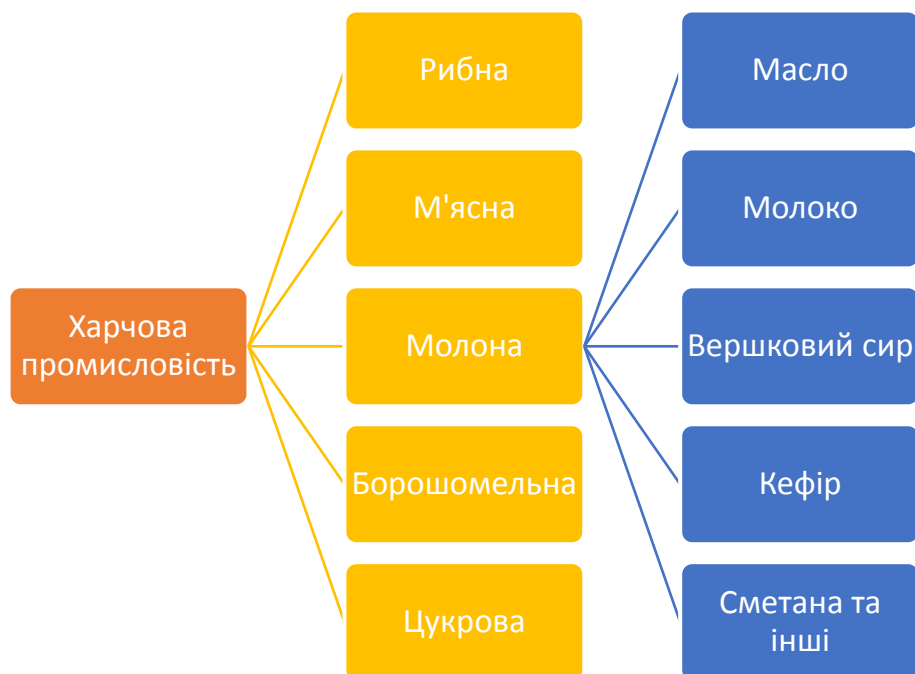 Харчова
промисловість
Рибна
М'ясна
Молона
Борошомельна
Цукрова
Масло
Молоко
Вершковий сир
Кефір
Сметана та
інші